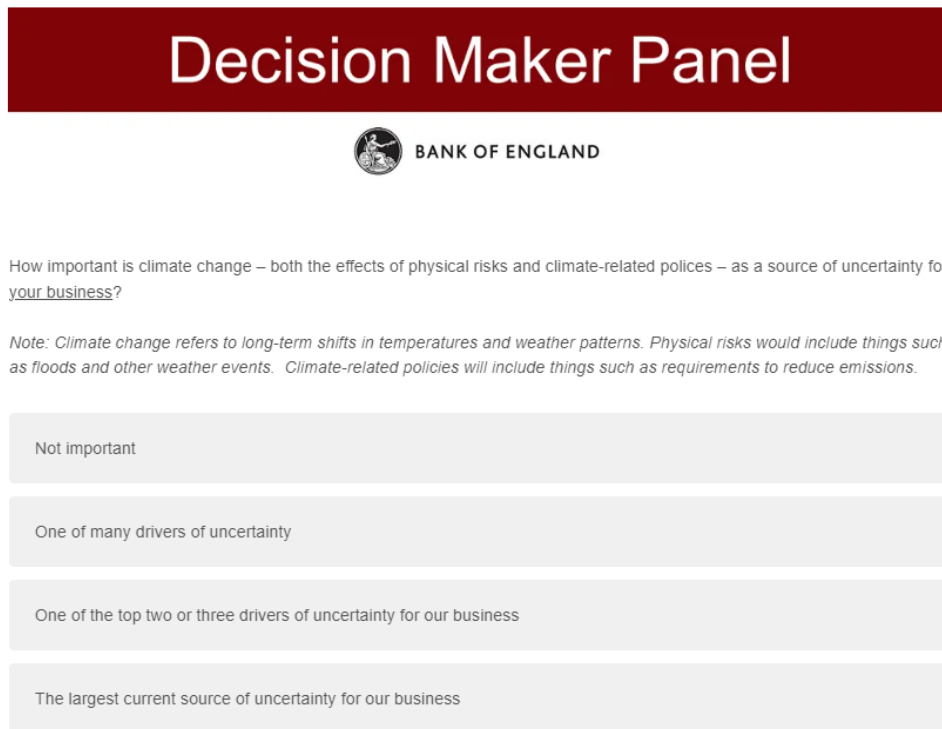 Decision Maker Panel
BANK OF ENGLAND
How important is climate change – both the effects of physical risks and climate-related polices – as a source of uncertainty fo
your business?
Note: Climate change refers to long-term shifts in temperatures and weather patterns. Physical risks would include things such
as floods and other weather events.  Climate-related policies will include things such as requirements to reduce emissions.
Not important
One of many drivers of uncertainty
One of the top two or three drivers of uncertainty for our business
The largest current source of uncertainty for our business